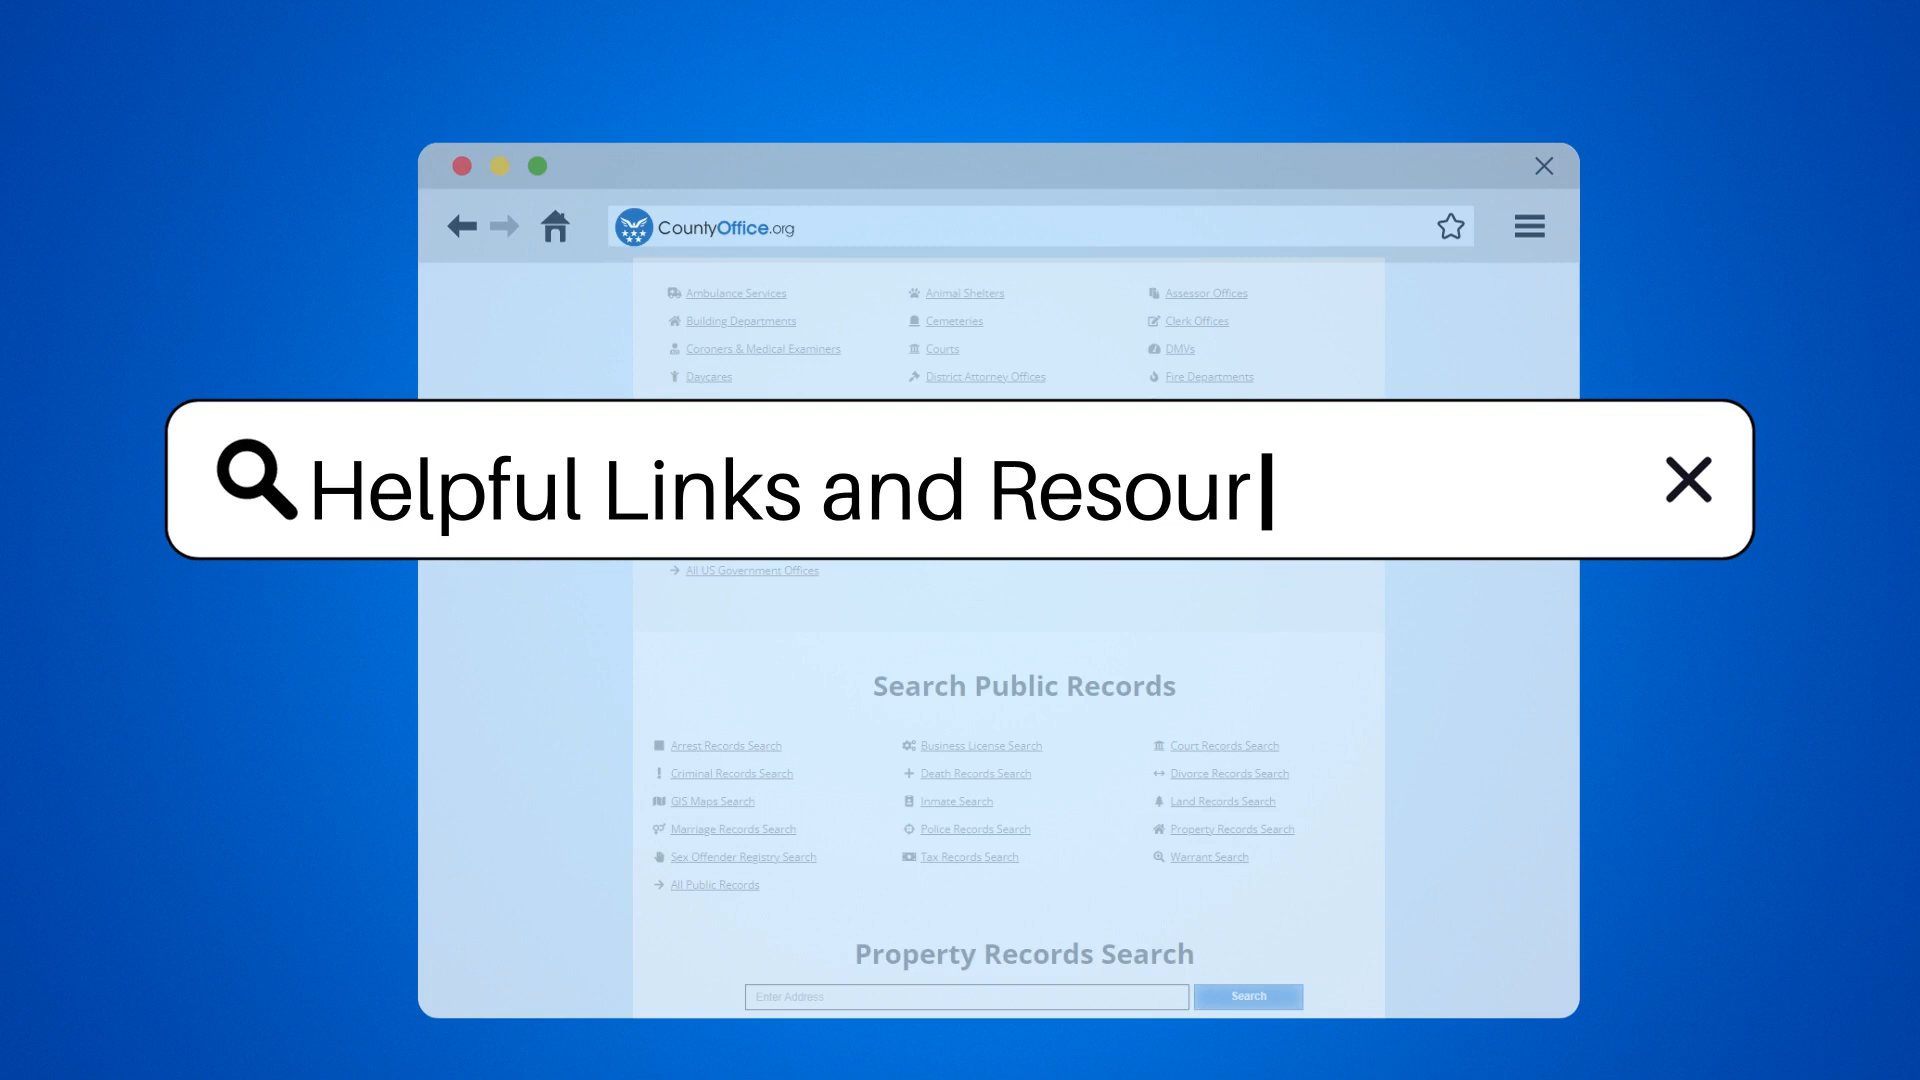 CountyOffice.org
Ambulance Services Animal Shelters Assessor Offices
Building Departments Cemeteries Clerk Offices
Coroners & Medical Examiners Courts DMVs
Daycares District Attorney Offices Fire Departments
Helpful Links and Resour
All US Government Offices
Search Public Records
Arrest Records Search Business License Search Court Records Search
Criminal Records Search Death Records Search Divorce Records Search
GIS Maps Search Inmate Search Land Records Search
Marriage Records Search Police Records Search Property Records Search
Sex Offender Registry Search Tax Records Search Warrant Search
All Public Records
Property Records Search
Enter Address Search